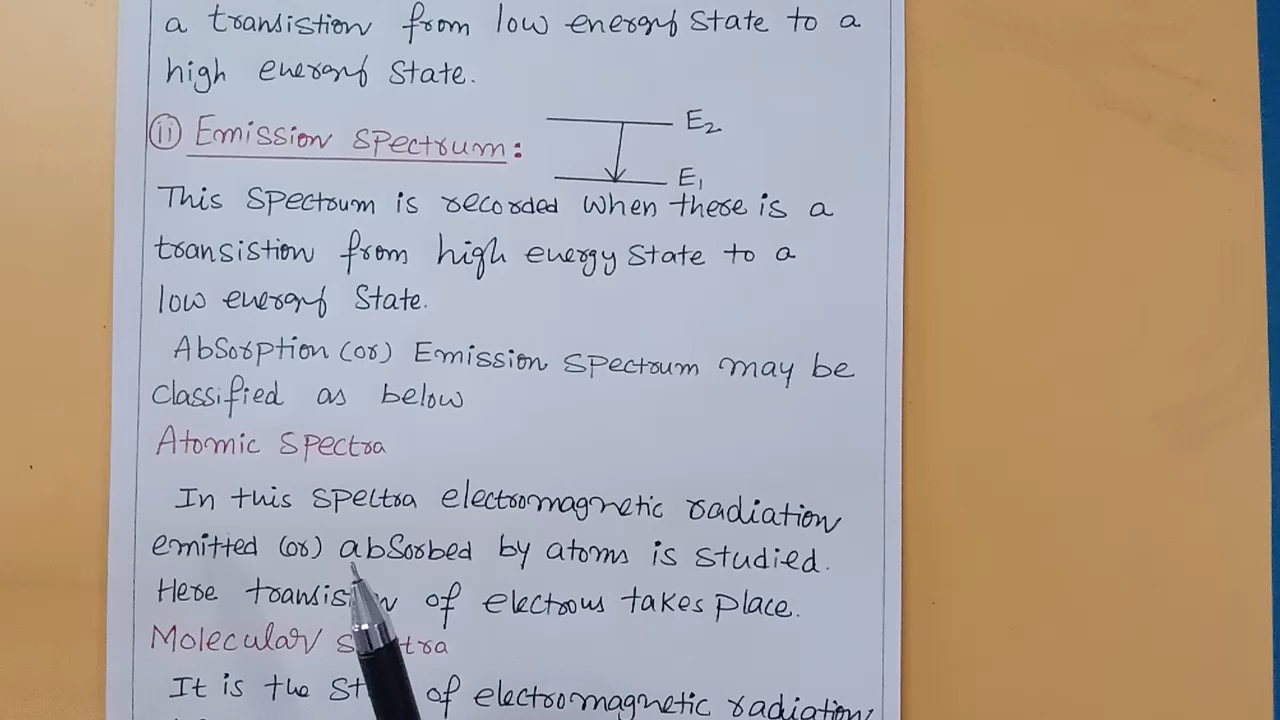 a transistion from low energy state to a
high energy state.
(ii) Emission spectrum:
E2
E1
This spectrum is recorded when there is a
transistion from high energy state to a
low energy state.
Absorption (or) Emission spectrum may be
classified as below
Atomic spectra
In this spectra electromagnetic radiation
emitted (or) absorbed by atoms is studied.
Here of electrons takes place.
Molecular
It is the of electromagnetic radiation